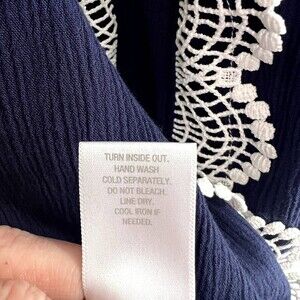 TURN INSIDE OUT.
HAND WASH
COLD SEPARATELY.
DO NOT BLEACH.
LINE DRY.
COOL IRON IF
NEEDED.